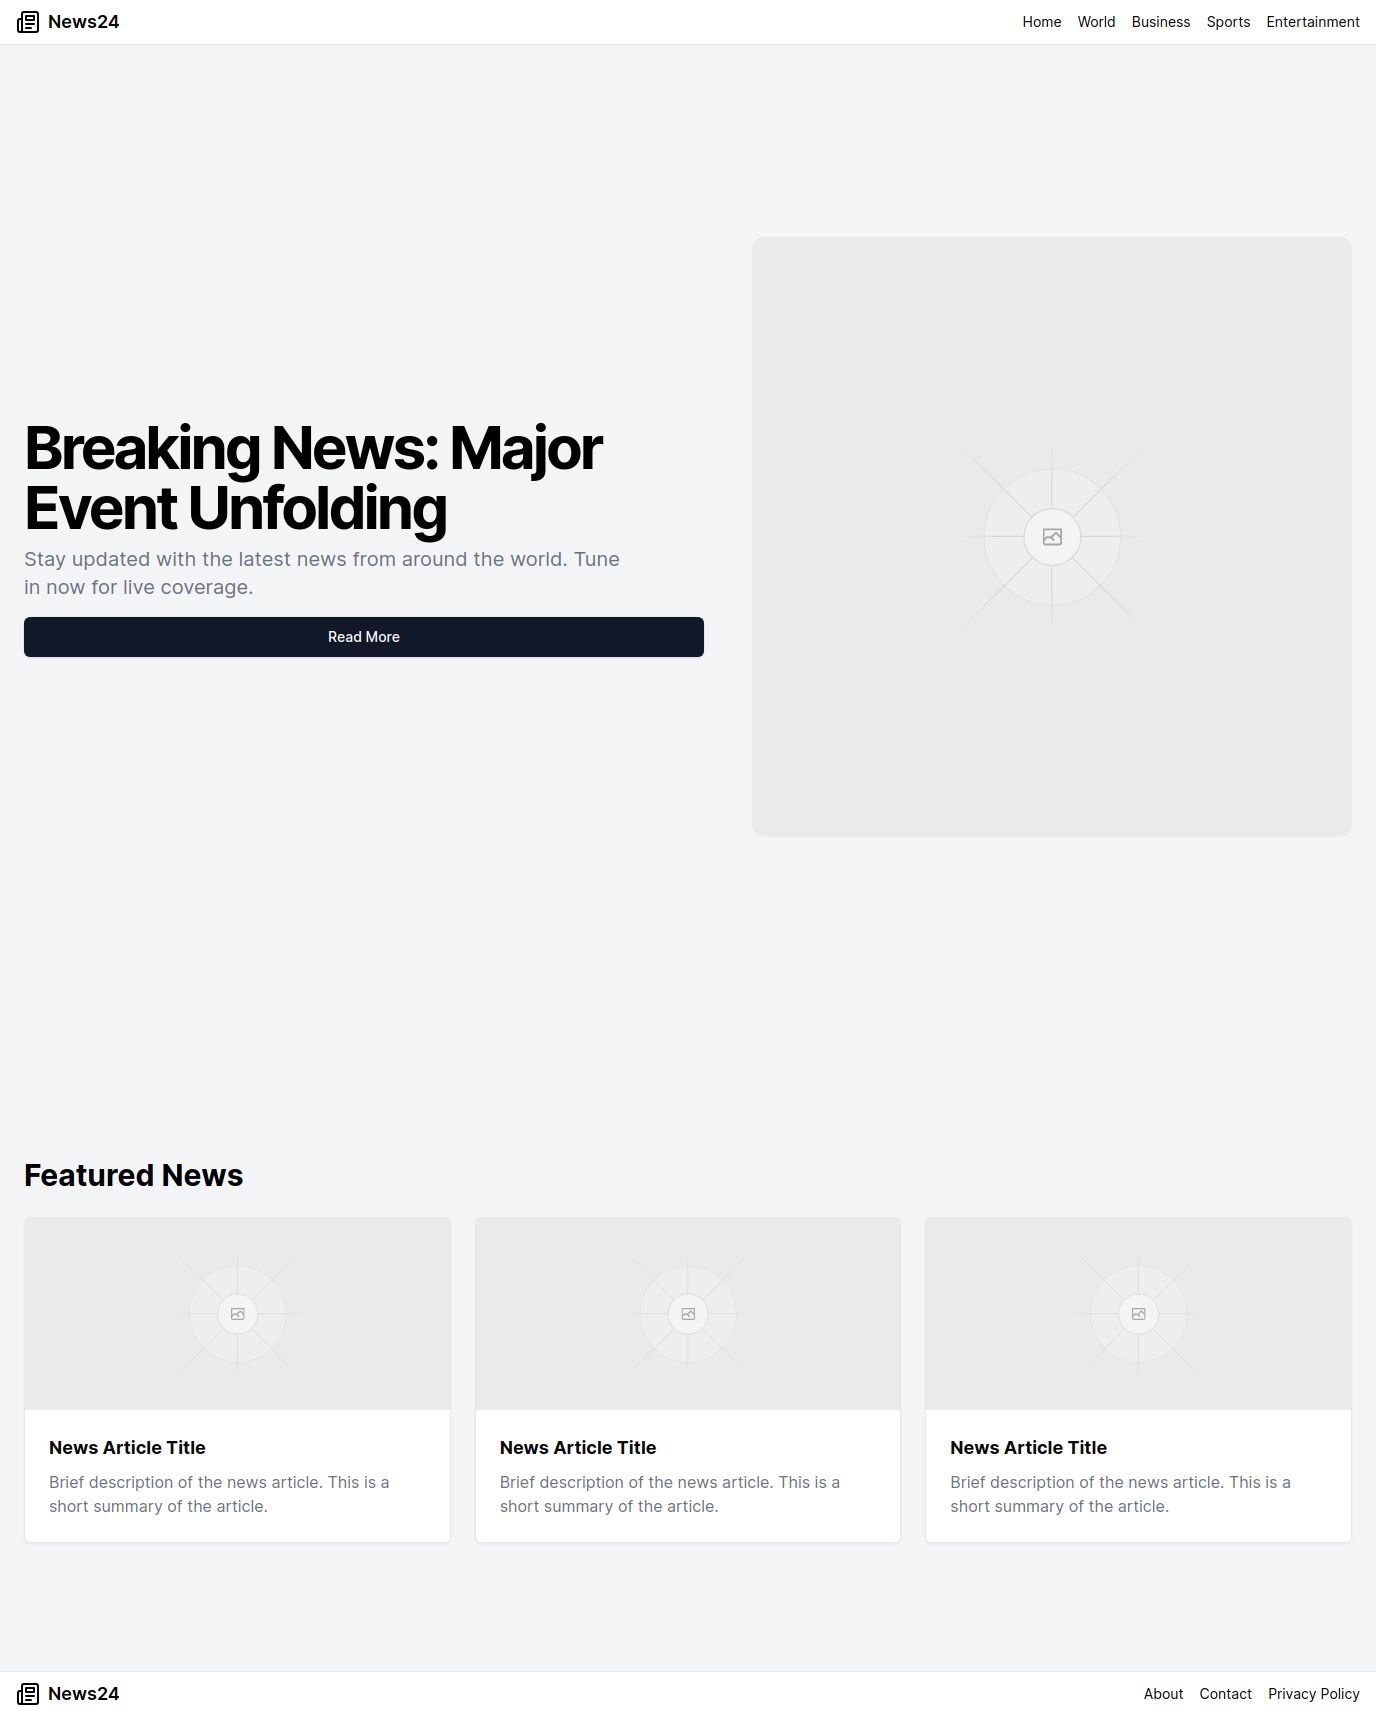 News24
Home World Business Sports Entertainment
Breaking News: Major
Event Unfolding
Stay updated with the latest news from around the world. Tune
in now for live coverage.
Read More
Featured News
News Article Title
Brief description of the news article. This is a
short summary of the article.
News Article Title
Brief description of the news article. This is a
short summary of the article.
News Article Title
Brief description of the news article. This is a
short summary of the article.
News24
About Contact Privacy Policy